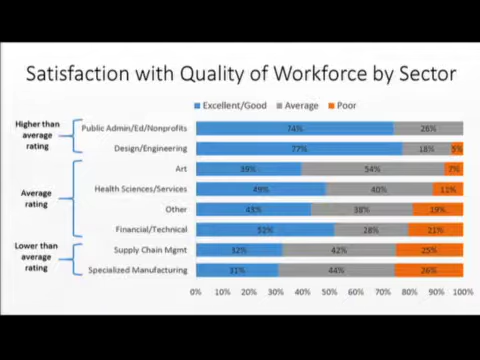 Satisfaction with Quality of Workforce by Sector
Excellent/Good Average Poor
Higher than
average
rating
Public Admin/Ed/Nonprofits 74% 26%
Design/Engineering 77% 18% 5%
Average
rating
Art 39% 54% 7%
Health Sciences/Services 49% 40% 11%
Other 43% 38% 19%
Financial/Technical 52% 28% 21%
Lower than
average
rating
Supply Chain Mgmt 32% 42% 25%
Specialized Manufacturing 31% 44% 26%
0% 10% 20% 30% 40% 50% 60% 70% 80% 90% 100%